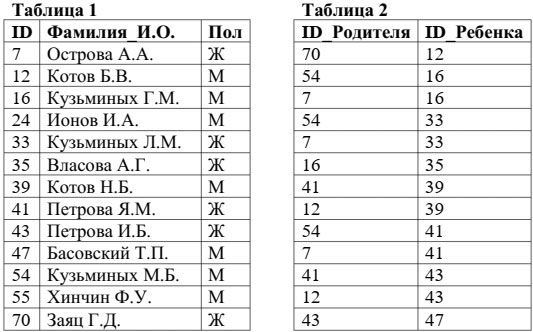 Таблица 1
ID Фамилия_И.О. Пол
7 Острова А.А. Ж
12 Котов Б.В. М
16 Кузьминых Г.М. М
24 Ионов И.А. М
33 Кузьминых Л.М. Ж
35 Власова А.Г. Ж
39 Котов Н.Б. М
41 Петрова Я.М. Ж
43 Петрова И.Б. Ж
47 Басовский Т.П. М
54 Кузьминых М.Б. М
55 Хинчин Ф.У. М
70 Заяц Г.Д. Ж
Таблица 2
ID_Родителя ID_Ребенка
70 12
54 16
7 16
54 33
7 33
16 35
41 39
12 39
54 41
7 41
41 43
12 43
43 47